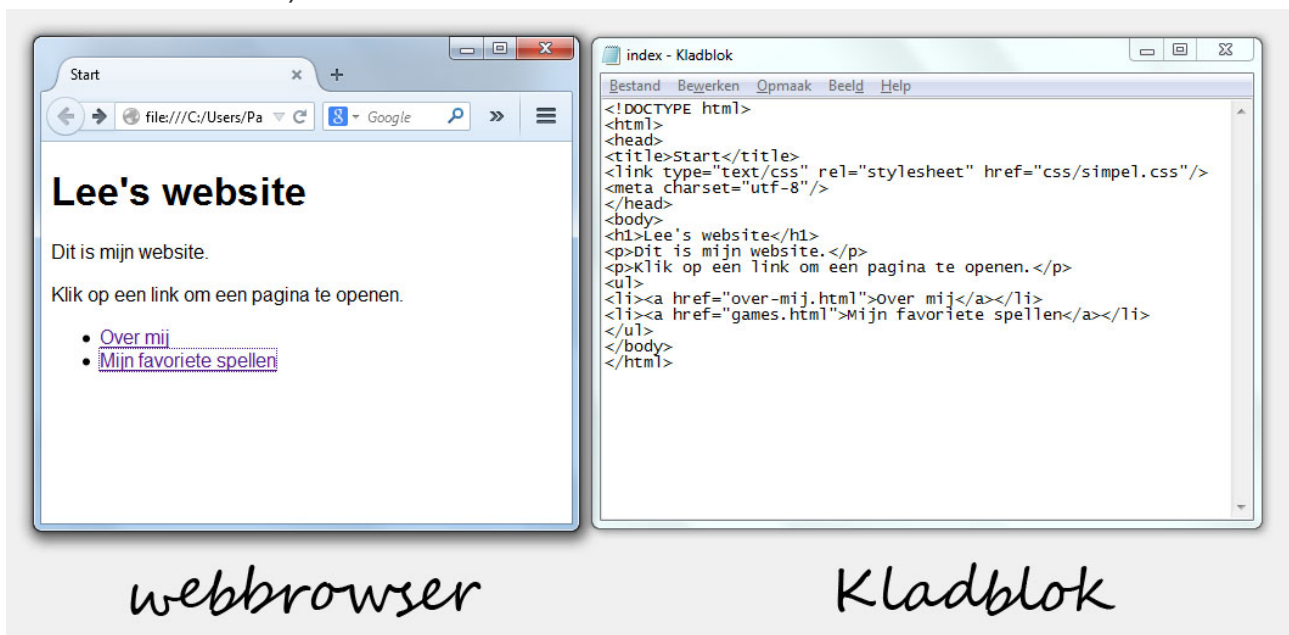 Start
file:///C:/Users/Pa
Google
Lee's website
Dit is mijn website.
Klik op een link om een pagina te openen.
Over mij
Mijn favoriete spellen
index - Kladblok
Bestand Bewerken Opmaak Beeld Help
<!DOCTYPE html>
<html>
<head>
<title>Start</title>
<link type="text/css" rel="stylesheet" href="css/simpel.css"/>
<meta charset="utf-8"/>
</head>
<body>
<h1>Lee's website</h1>
<p>Dit is mijn website.</p>
<p>Klik op een link om een pagina te openen.</p>
<ul>
<li><a href="over-mij.html">Over mij</a></li>
<li><a href="games.html">Mijn favoriete spellen</a></li>
</ul>
</body>
</html>
webbrowser
Kladblok